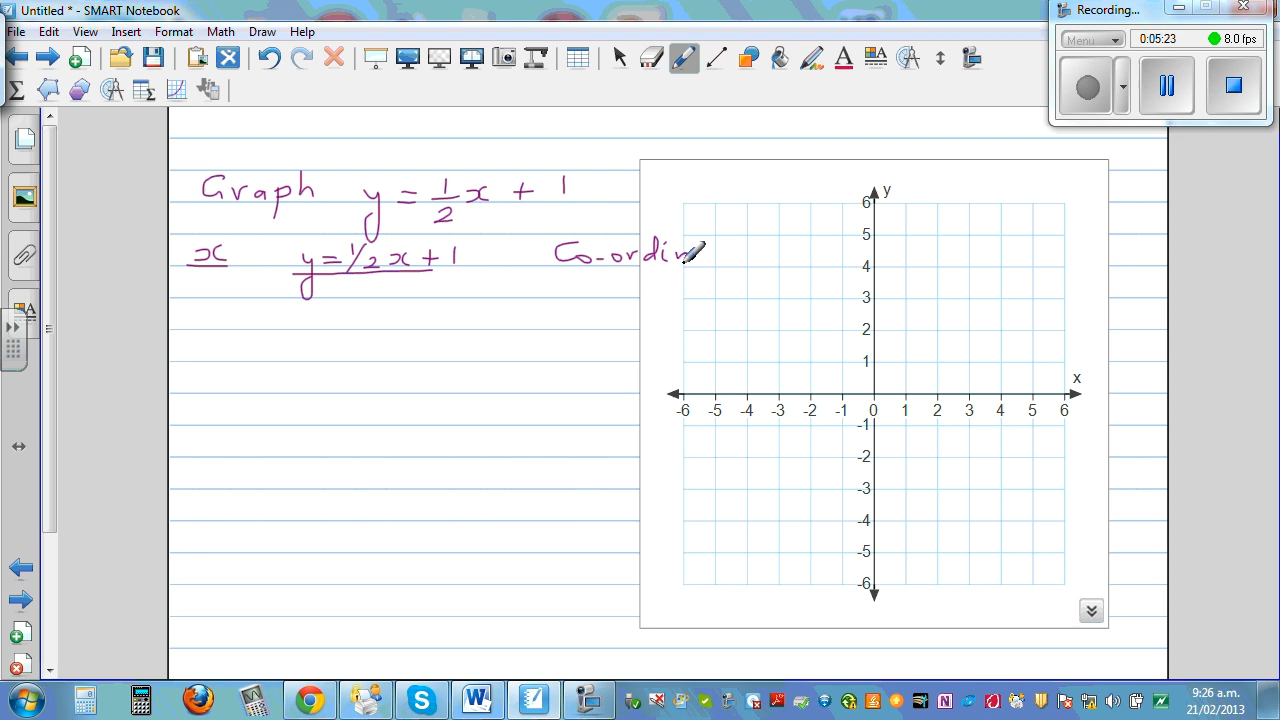 Untitled * - SMART Notebook
Recording...
File Edit View Insert Format Math Draw Help
Menu 0:05:23 8.0 fps
Graph y = 1/2 x + 1
x y = 1/2 x + 1 Co-ordin
y
6
5
4
3
2
1
x
-6 -5 -4 -3 -2 -1 0 1 2 3 4 5 6
-1
-2
-3
-4
-5
-6
9:26 a.m.
21/02/2013